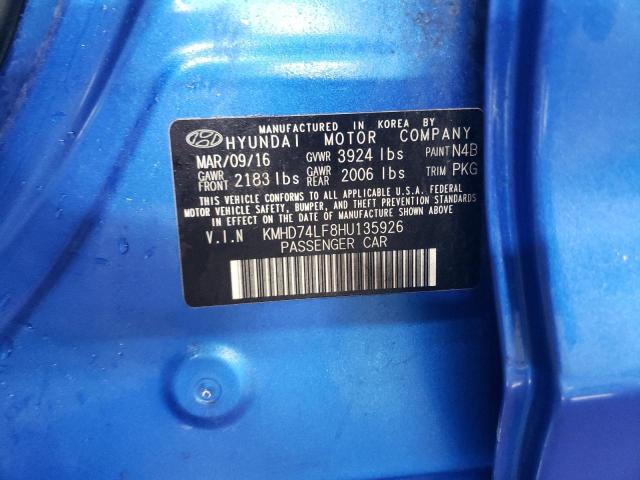 MANUFACTURED IN KOREA BY
HYUNDAI MOTOR COMPANY
MAR/09/16 GVWR 3924 lbs PAINT N4B
GAWR FRONT 2183 lbs GAWR REAR 2006 lbs TRIM PKG
THIS VEHICLE CONFORMS TO ALL APPLICABLE U.S.A. FEDERAL
MOTOR VEHICLE SAFETY, BUMPER, AND THEFT PREVENTION STANDARDS
IN EFFECT ON THE DATE OF MANUFACTURE SHOWN ABOVE.
V.I.N KMHD74LF8HU135926
PASSENGER CAR